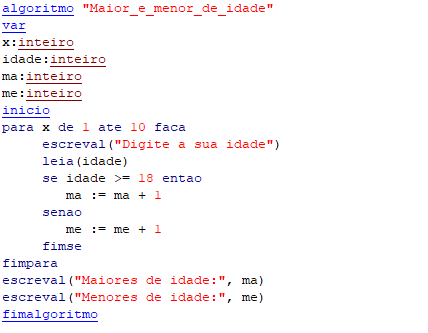 algoritmo "Maior_e_menor_de_idade"
var
x:inteiro
idade:inteiro
ma:inteiro
me:inteiro
inicio
para x de 1 ate 10 faca
escreval("Digite a sua idade")
leia(idade)
se idade >= 18 entao
ma := ma + 1
senao
me := me + 1
fimse
fimpara
escreval("Maiores de idade:", ma)
escreval("Menores de idade:", me)
fimalgoritmo